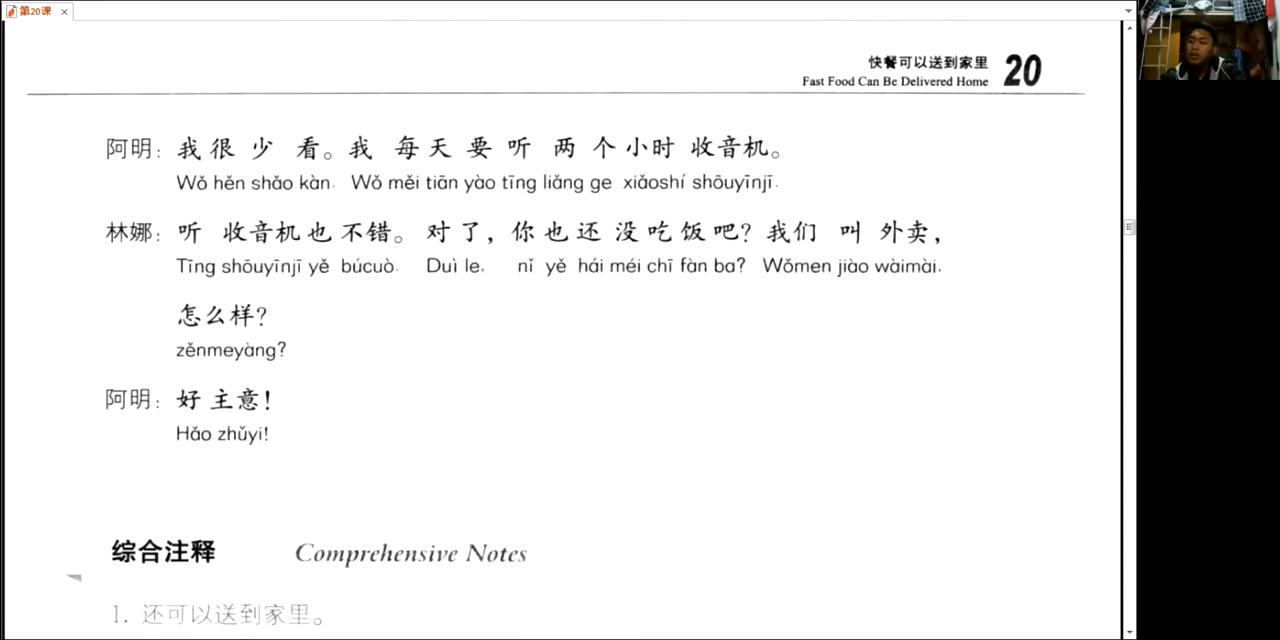 第20课
快餐可以送到家里 20
Fast Food Can Be Delivered Home
阿明：我很少看。我每天要听两个小时收音机。
Wǒ hěn shǎo kàn. Wǒ měi tiān yào tīng liǎng ge xiǎoshí shōuyīnjī.
林娜：听收音机也不错。对了，你也还没吃饭吧？我们叫外卖，
Tīng shōuyīnjī yě búcuò. Duì le, nǐ yě hái méi chī fàn ba? Wǒmen jiào wàimài,
怎么样？
zěnmeyàng?
阿明：好主意！
Hǎo zhǔyi!
综合注释 Comprehensive Notes
1. 还可以送到家里。